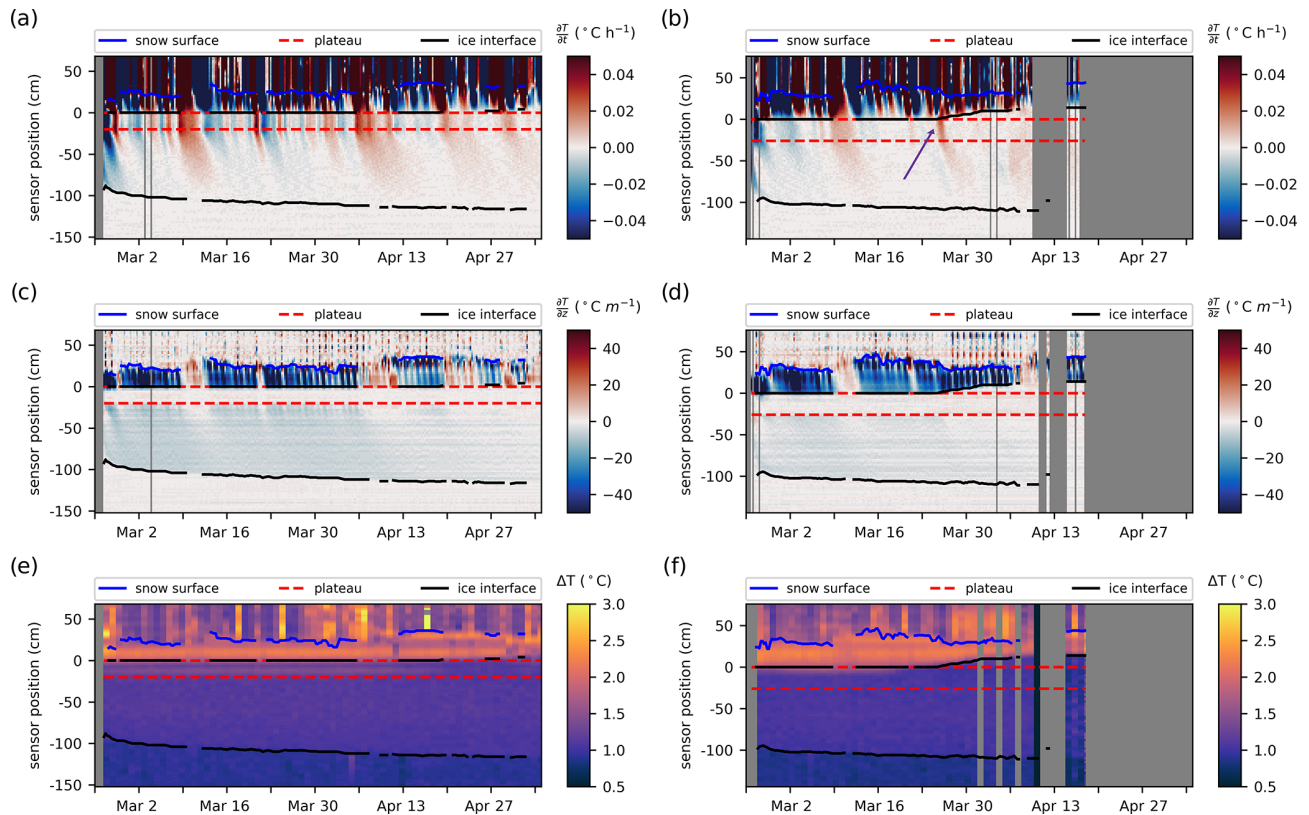 (a)
(b)
∂T/∂t (°C h⁻¹)
∂T/∂t (°C h⁻¹)
snow surface plateau ice interface
snow surface plateau ice interface
sensor position (cm)
50
0
-50
-100
-150
Mar 2 Mar 16 Mar 30 Apr 13 Apr 27
0.04
0.02
0.00
−0.02
−0.04
sensor position (cm)
50
0
-50
-100
Mar 2 Mar 16 Mar 30 Apr 13 Apr 27
0.04
0.02
0.00
−0.02
−0.04
(c)
(d)
∂T/∂z (°C m⁻¹)
∂T/∂z (°C m⁻¹)
snow surface plateau ice interface
snow surface plateau ice interface
sensor position (cm)
50
0
-50
-100
-150
Mar 2 Mar 16 Mar 30 Apr 13 Apr 27
40
20
0
−20
−40
sensor position (cm)
50
0
-50
-100
Mar 2 Mar 16 Mar 30 Apr 13 Apr 27
40
20
0
−20
−40
(e)
(f)
ΔT (°C)
ΔT (°C)
snow surface plateau ice interface
snow surface plateau ice interface
sensor position (cm)
50
0
-50
-100
-150
Mar 2 Mar 16 Mar 30 Apr 13 Apr 27
3.0
2.5
2.0
1.5
1.0
0.5
sensor position (cm)
50
0
-50
-100
Mar 2 Mar 16 Mar 30 Apr 13 Apr 27
3.0
2.5
2.0
1.5
1.0
0.5